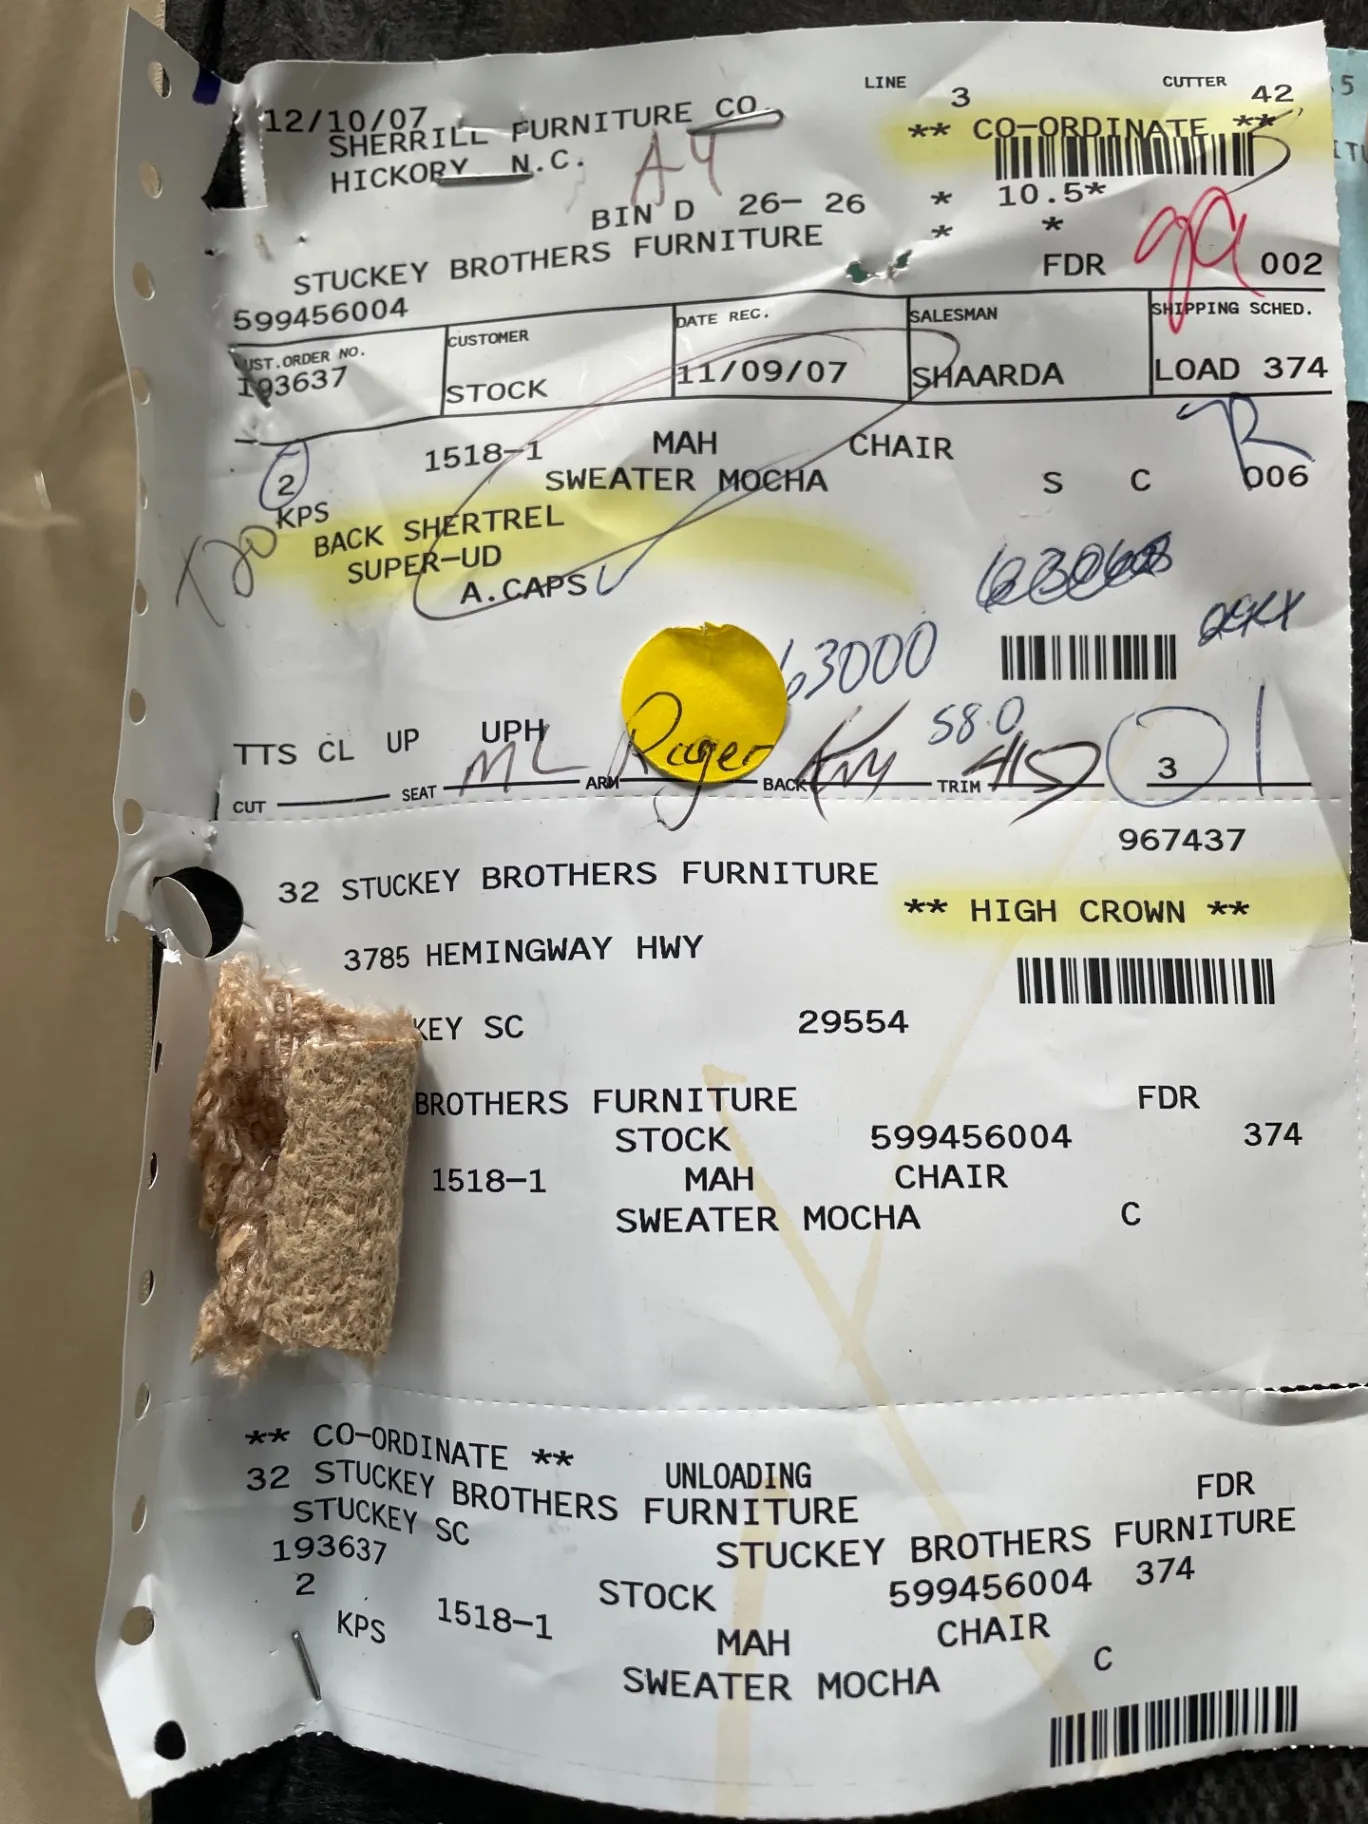 LINE 3 CUTTER 42
12/10/07
SHERRILL FURNITURE CO
** CO-ORDINATE **
HICKORY N.C.
A4
10.5*
BIN D 26- 26 *
* *
STUCKEY BROTHERS FURNITURE
FDR 002
599456004
UST.ORDER NO. CUSTOMER DATE REC. SALESMAN SHIPPING SCHED.
193637 STOCK 11/09/07 SHAARDA LOAD 374
R
2 1518-1 MAH CHAIR
SWEATER MOCHA S C 006
KPS
BACK SHERTREL
SUPER-UD
A.CAPS
63000
58.0
TTS CL UP UPH
ML Roger
3
CUT SEAT ARM BACK TRIM
967437
32 STUCKEY BROTHERS FURNITURE
** HIGH CROWN **
3785 HEMINGWAY HWY
KEY SC 29554
BROTHERS FURNITURE FDR
STOCK 599456004 374
1518-1 MAH CHAIR
SWEATER MOCHA C
** CO-ORDINATE **
UNLOADING FDR
32 STUCKEY BROTHERS FURNITURE
STUCKEY SC STUCKEY BROTHERS FURNITURE
193637
2 STOCK 599456004 374
KPS 1518-1 MAH CHAIR
SWEATER MOCHA C